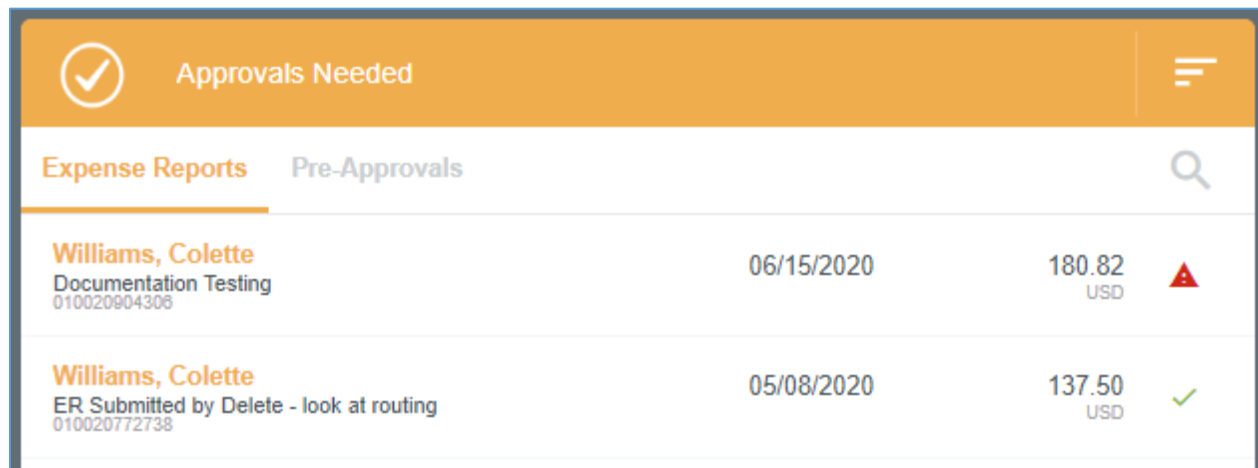 Approvals Needed
Expense Reports Pre-Approvals
Williams, Colette 06/15/2020 180.82
Documentation Testing USD
010020904306
Williams, Colette 05/08/2020 137.50
ER Submitted by Delete - look at routing USD
010020772738